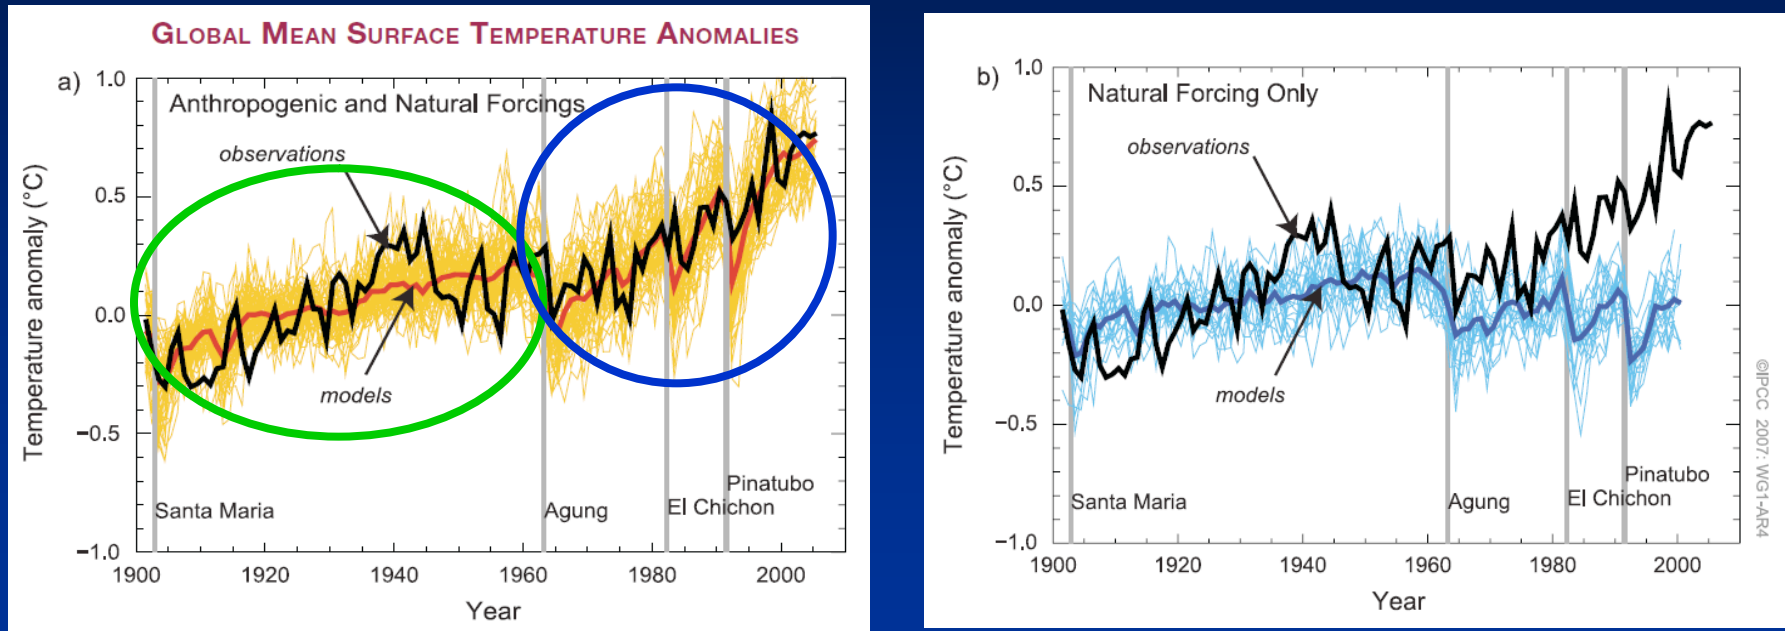 GLOBAL MEAN SURFACE TEMPERATURE ANOMALIES
a)
1.0
0.5
0.0
−0.5
−1.0
Temperature anomaly (°C)
Anthropogenic and Natural Forcings
observations
models
Santa Maria
Agung
El Chichon
Pinatubo
1900 1920 1940 1960 1980 2000
Year
b)
1.0
0.5
0.0
−0.5
−1.0
Temperature anomaly (°C)
Natural Forcing Only
observations
models
Santa Maria
Agung
El Chichon
Pinatubo
1900 1920 1940 1960 1980 2000
Year
©IPCC 2007: WG1-AR4